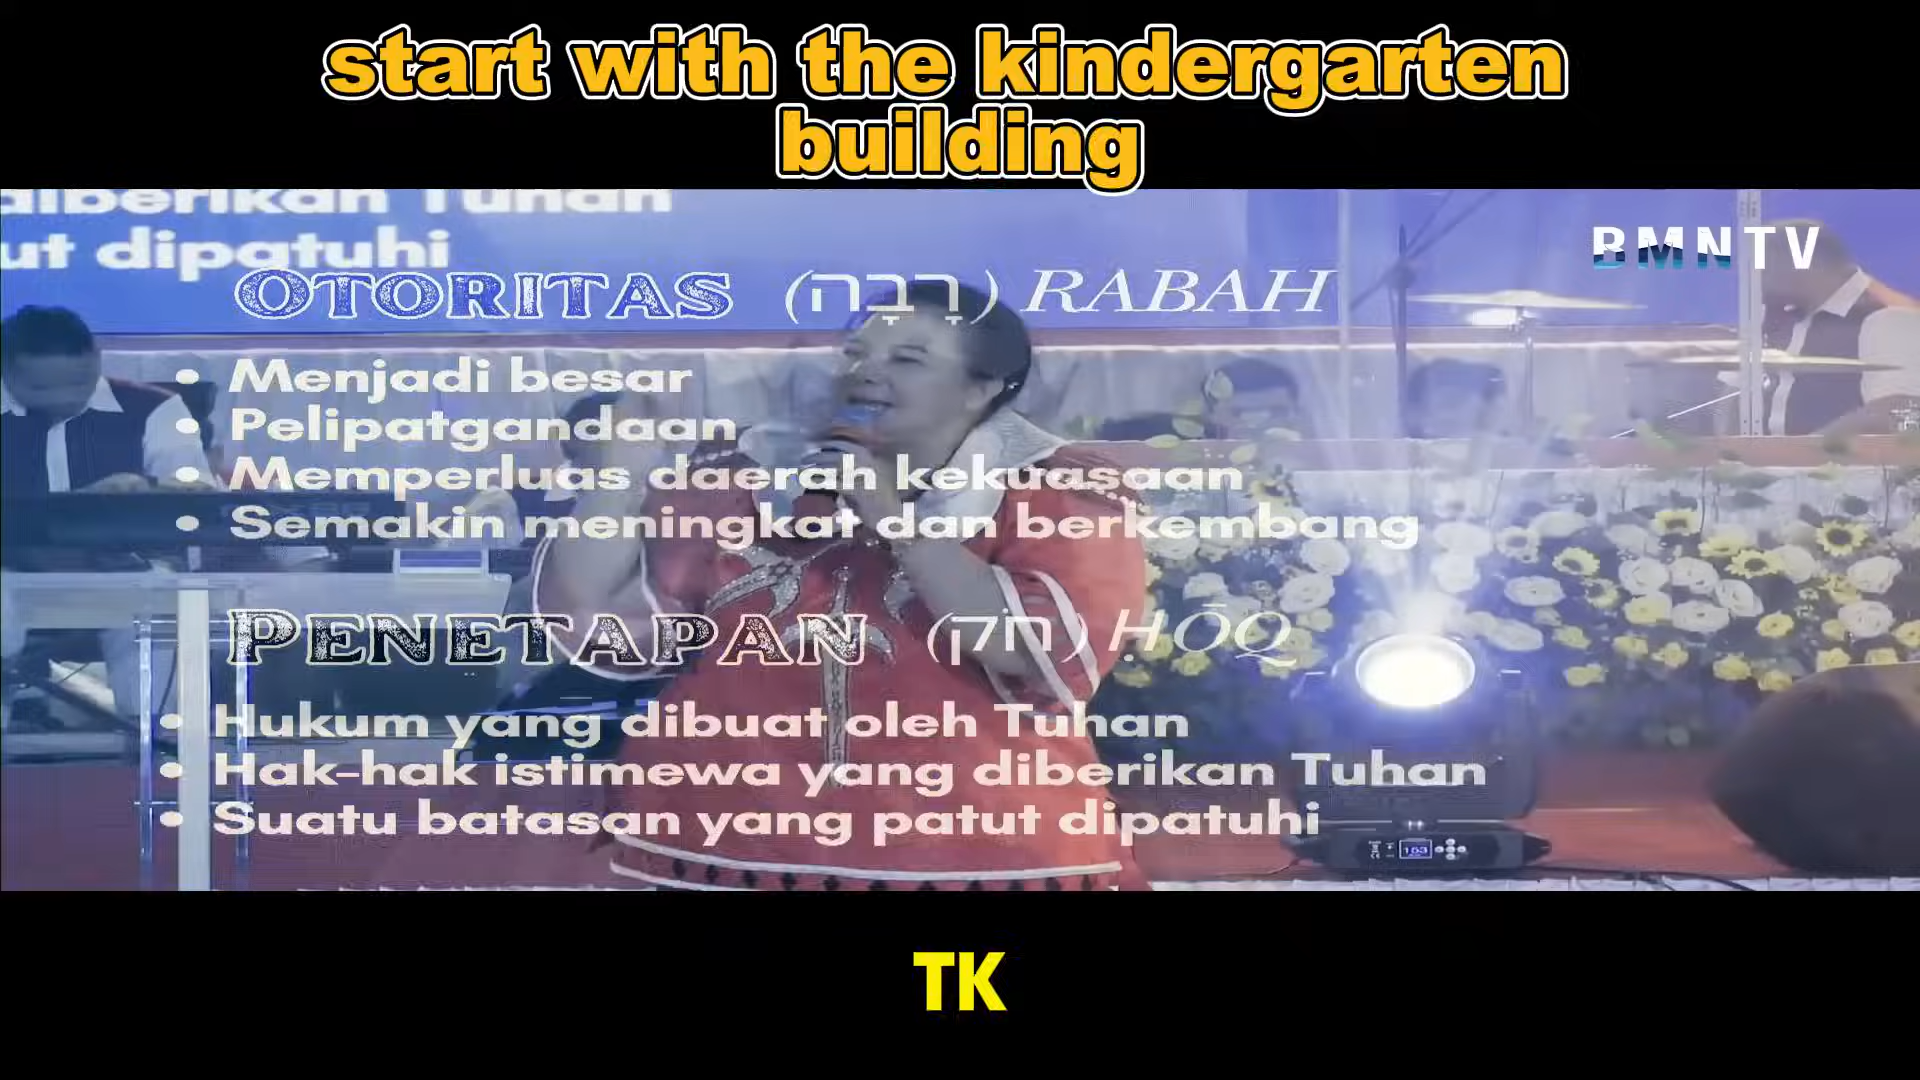 start with the kindergarten
building
diberikan Tuhan
ut dipatuhi
BMNTV
OTORITAS (רָבָה) RABAH
• Menjadi besar
• Pelipatgandaan
• Memperluas daerah kekuasaan
• Semakin meningkat dan berkembang
PENETAPAN (חֹק) ḤŌQ
• Hukum yang dibuat oleh Tuhan
• Hak-hak istimewa yang diberikan Tuhan
• Suatu batasan yang patut dipatuhi
153
TK